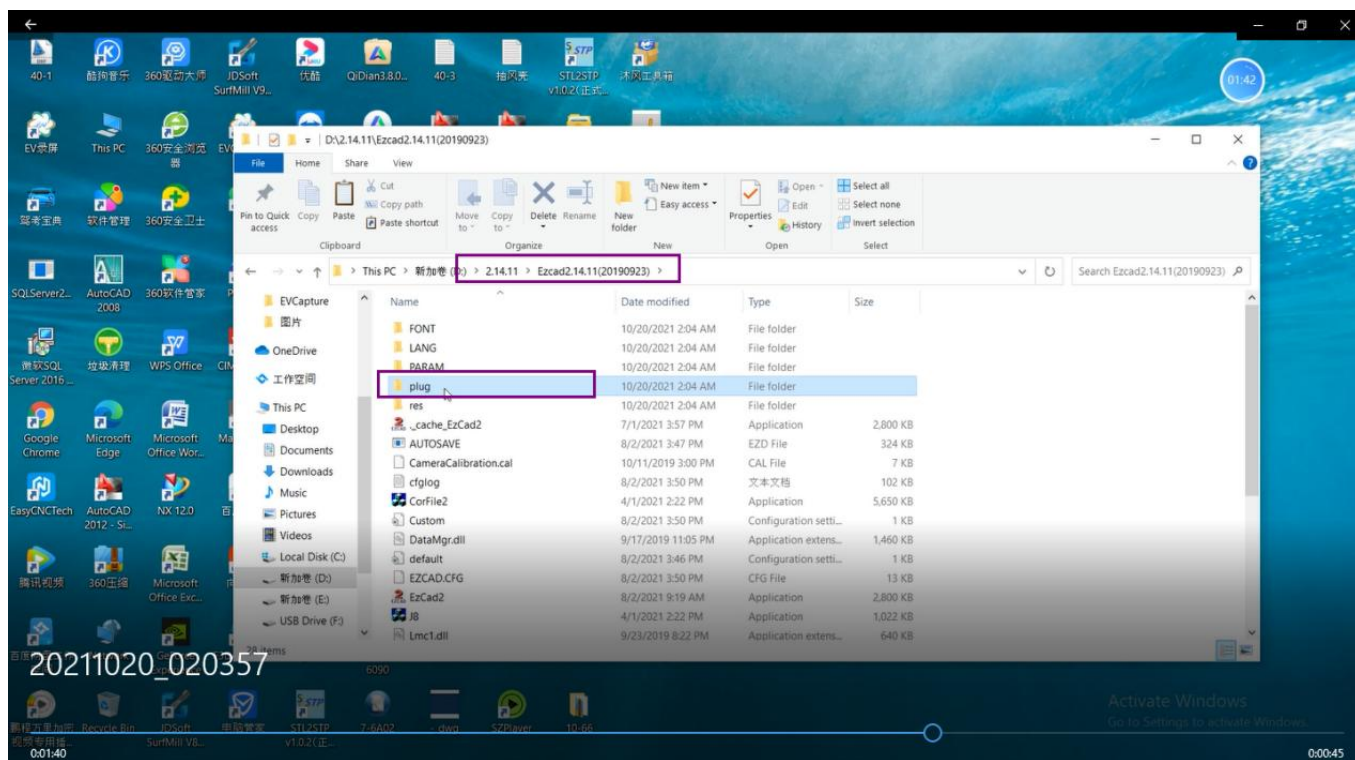 40-1
酷狗音乐
360驱动大师
JDSoft
SurfMill V9...
优酷
QiDian3.8.0...
40-3
抽风壳
STL2STP
v1.0.2(正式...
沐风工具箱
01:42
EV录屏
This PC
360安全浏览
器
D:\2.14.11\Ezcad2.14.11(20190923)
File
Home
Share
View
Pin to Quick
access
Copy
Paste
Cut
Copy path
Paste shortcut
Move
to
Copy
to
Delete
Rename
New
folder
New item
Easy access
Properties
Open
Edit
History
Select all
Select none
Invert selection
Clipboard
Organize
New
Open
Select
驾考宝典
软件管理
360安全卫士
This PC > 新加卷 (D:) > 2.14.11 > Ezcad2.14.11(20190923) >
Search Ezcad2.14.11(20190923)
SQLServer2...
AutoCAD
2008
360软件管家
EVCapture
图片
OneDrive
工作空间
This PC
Desktop
Documents
Downloads
Music
Pictures
Videos
Local Disk (C:)
新加卷 (D:)
新加卷 (E:)
USB Drive (F:)
Name Date modified Type Size
FONT 10/20/2021 2:04 AM File folder
LANG 10/20/2021 2:04 AM File folder
PARAM 10/20/2021 2:04 AM File folder
plug 10/20/2021 2:04 AM File folder
res 10/20/2021 2:04 AM File folder
._cache_EzCad2 7/1/2021 3:57 PM Application 2,800 KB
AUTOSAVE 8/2/2021 3:47 PM EZD File 324 KB
CameraCalibration.cal 10/11/2019 3:00 PM CAL File 7 KB
cfglog 8/2/2021 3:50 PM 文本文档 102 KB
CorFile2 4/1/2021 2:22 PM Application 5,650 KB
Custom 8/2/2021 3:50 PM Configuration setti... 1 KB
DataMgr.dll 9/17/2019 11:05 PM Application extens... 1,460 KB
default 8/2/2021 3:46 PM Configuration setti... 1 KB
EZCAD.CFG 8/2/2021 3:50 PM CFG File 13 KB
EzCad2 8/2/2021 9:19 AM Application 2,800 KB
J8 4/1/2021 2:22 PM Application 1,022 KB
Lmc1.dll 9/23/2019 8:22 PM Application extens... 640 KB
28 items
微软SQL
Server 2016 ...
垃圾清理
WPS Office
Google
Chrome
Microsoft
Edge
Microsoft
Office Wor...
EasyCNCTech
AutoCAD
2012 - Si...
NX 12.0
腾讯视频
360压缩
Microsoft
Office Exc...
20211020_020357
6090
Recycle Bin
JDSoft
SurfMill V8...
电脑管家
STL2STP
v1.0.2(正...
7-6A02
dwg
SZPlayer
10-66
Activate Windows
Go to Settings to activate Windows.
0:01:40
0:00:45